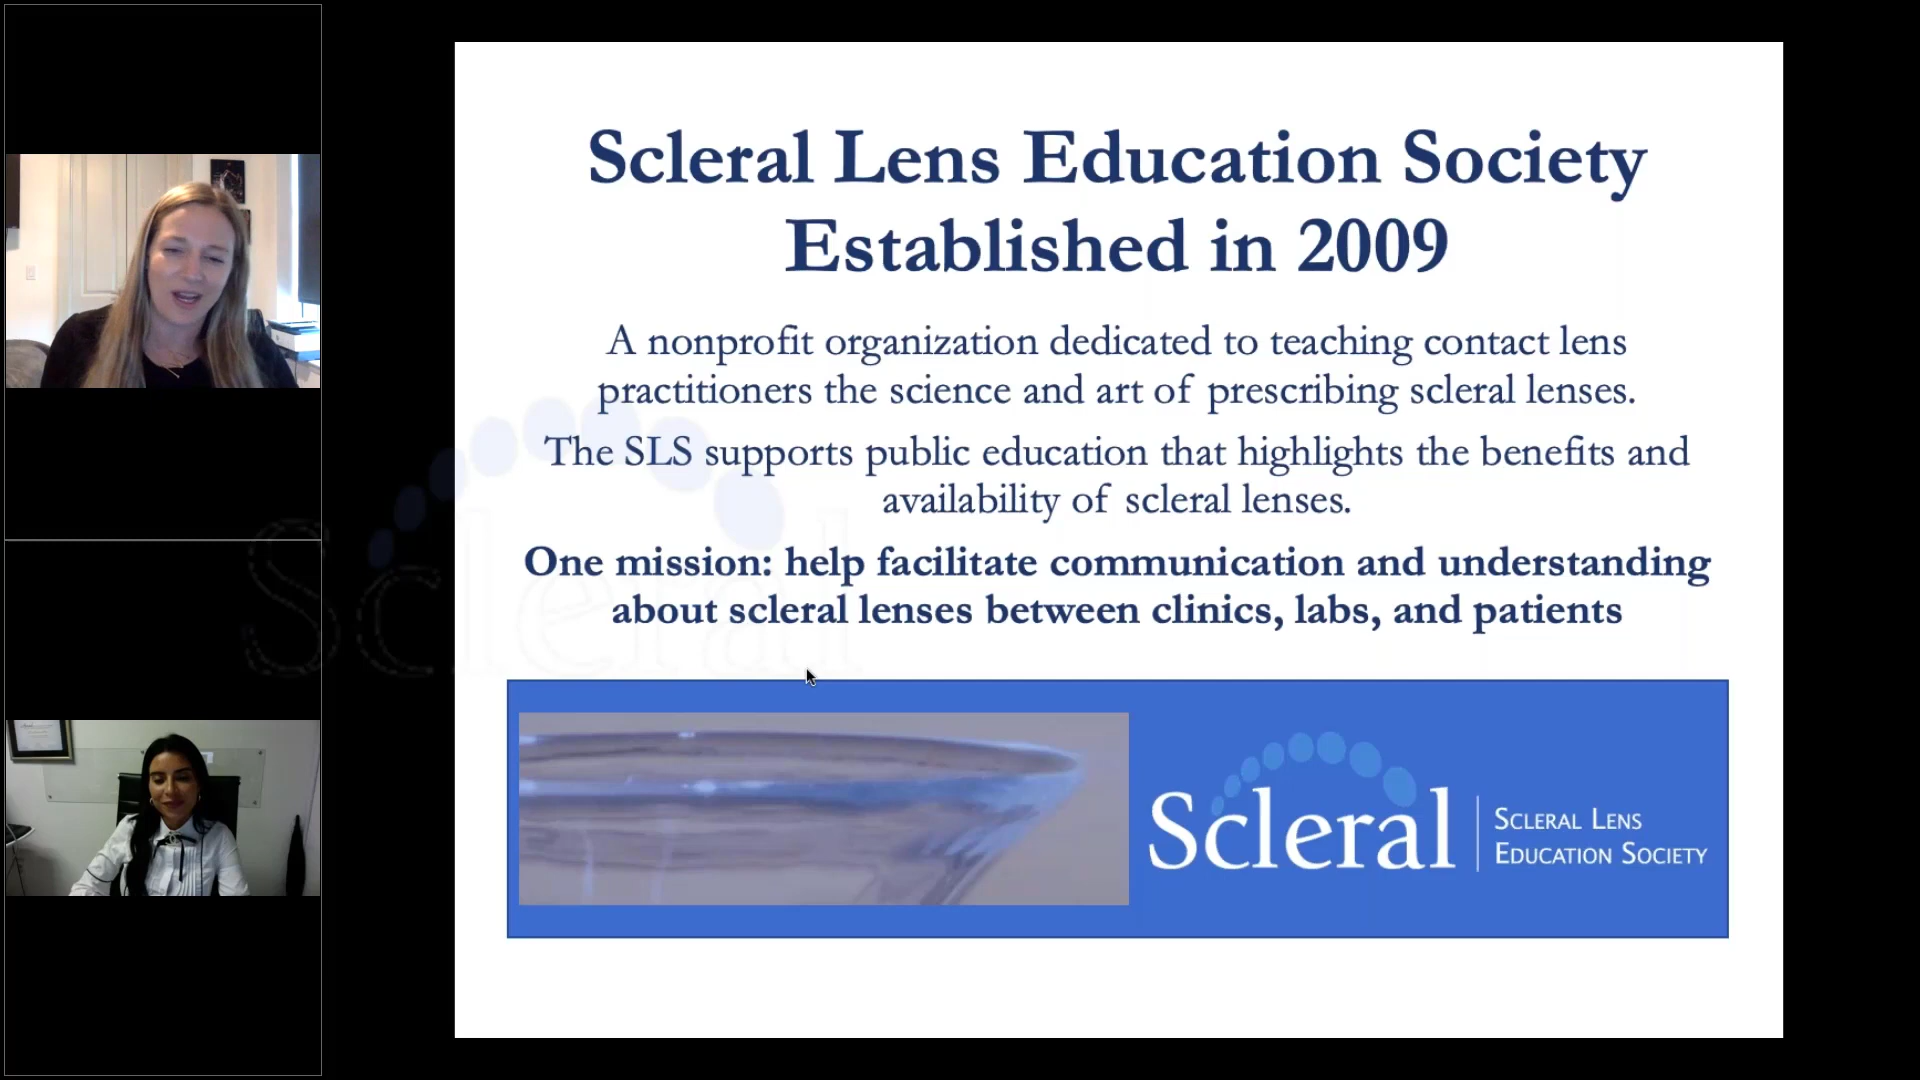 Scleral Lens Education Society
Established in 2009
A nonprofit organization dedicated to teaching contact lens
practitioners the science and art of prescribing scleral lenses.
The SLS supports public education that highlights the benefits and
availability of scleral lenses.
One mission: help facilitate communication and understanding
about scleral lenses between clinics, labs, and patients
Scleral
Scleral
SCLERAL LENS
EDUCATION SOCIETY